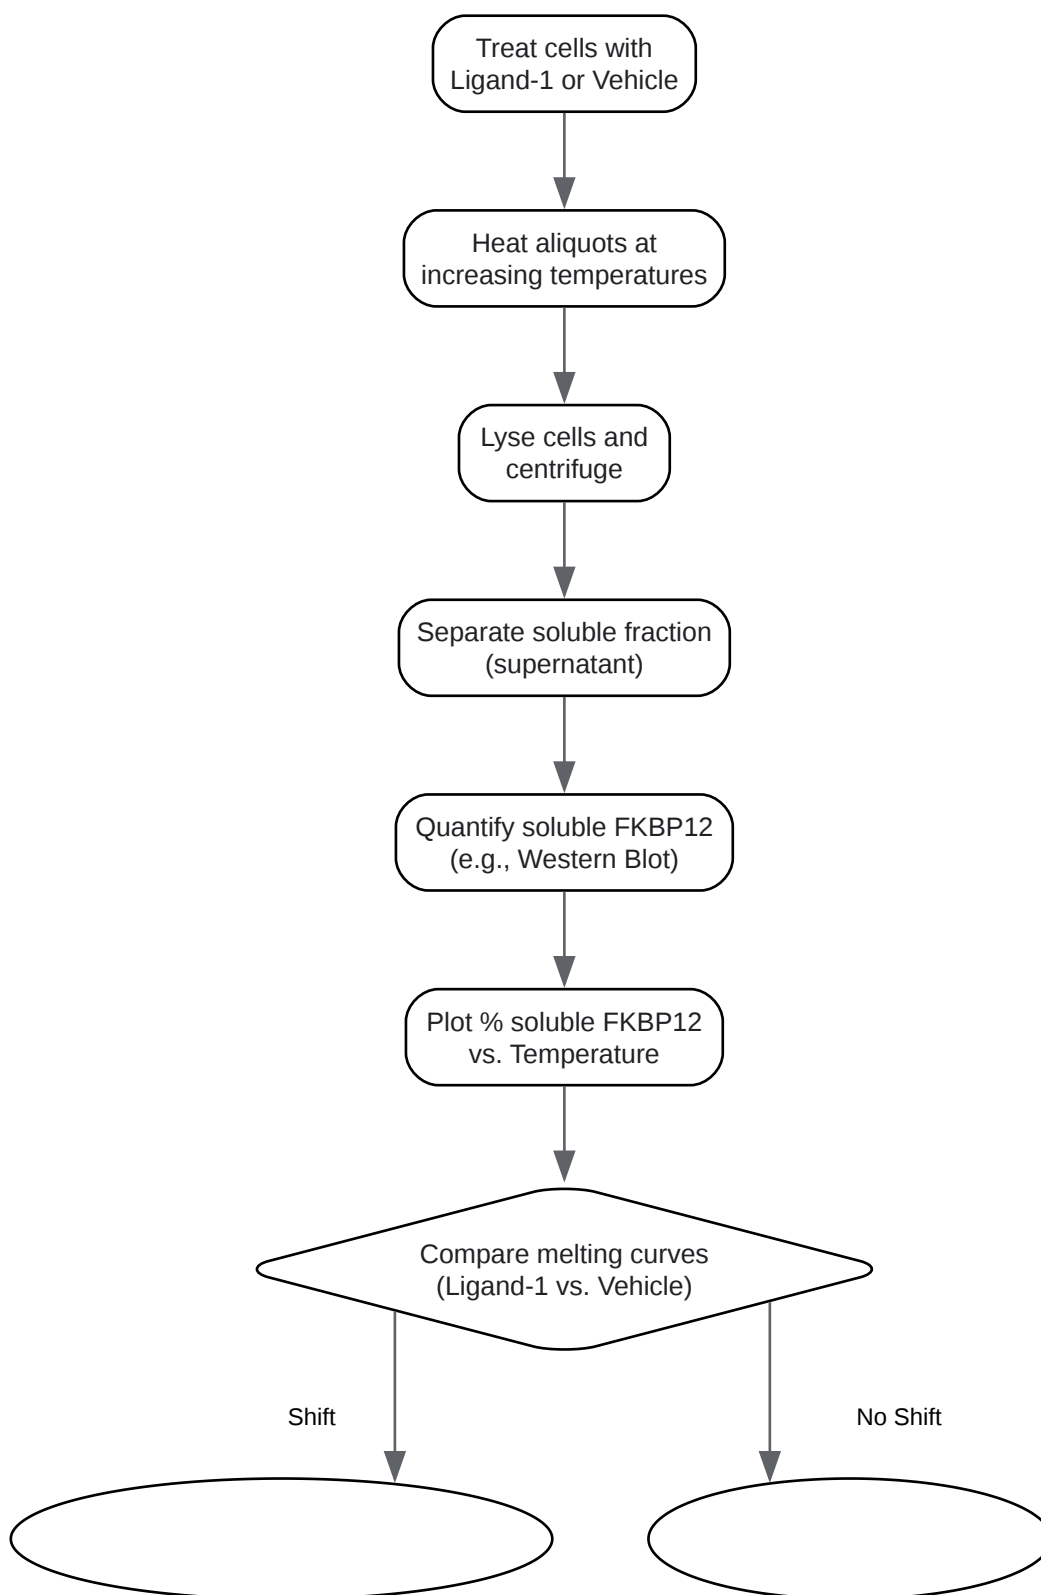 Treat cells with
Ligand-1 or Vehicle
Heat aliquots at
increasing temperatures
Lyse cells and
centrifuge
Separate soluble fraction
(supernatant)
Quantify soluble FKBP12
(e.g., Western Blot)
Plot % soluble FKBP12
vs. Temperature
Compare melting curves
(Ligand-1 vs. Vehicle)
Shift
No Shift